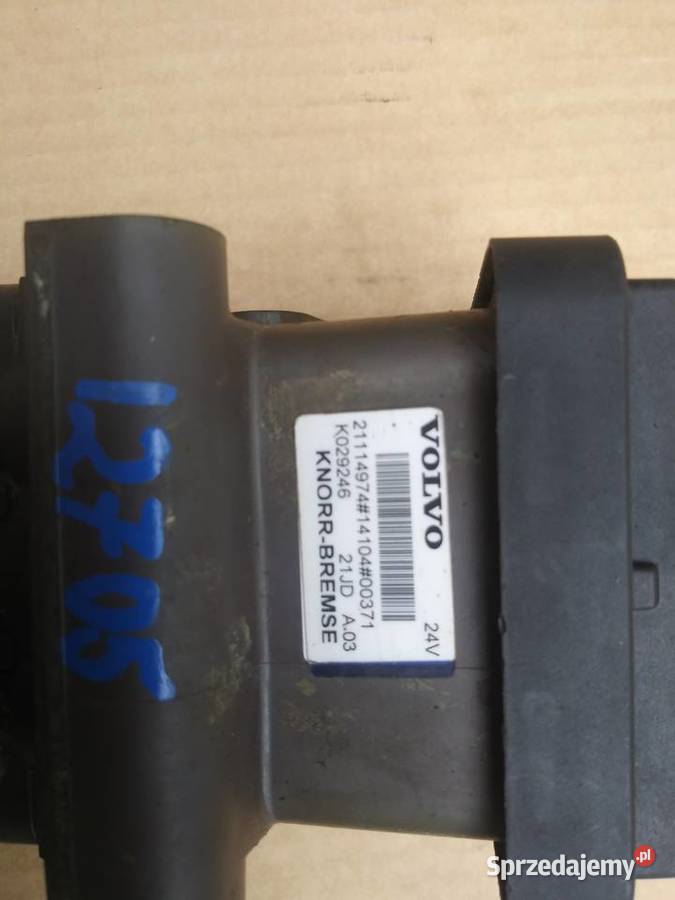 12705
VOLVO 24V
21114974#14104#00371
K029246 21JD A.03
KNORR-BREMSE
Sprzedajemy.pl